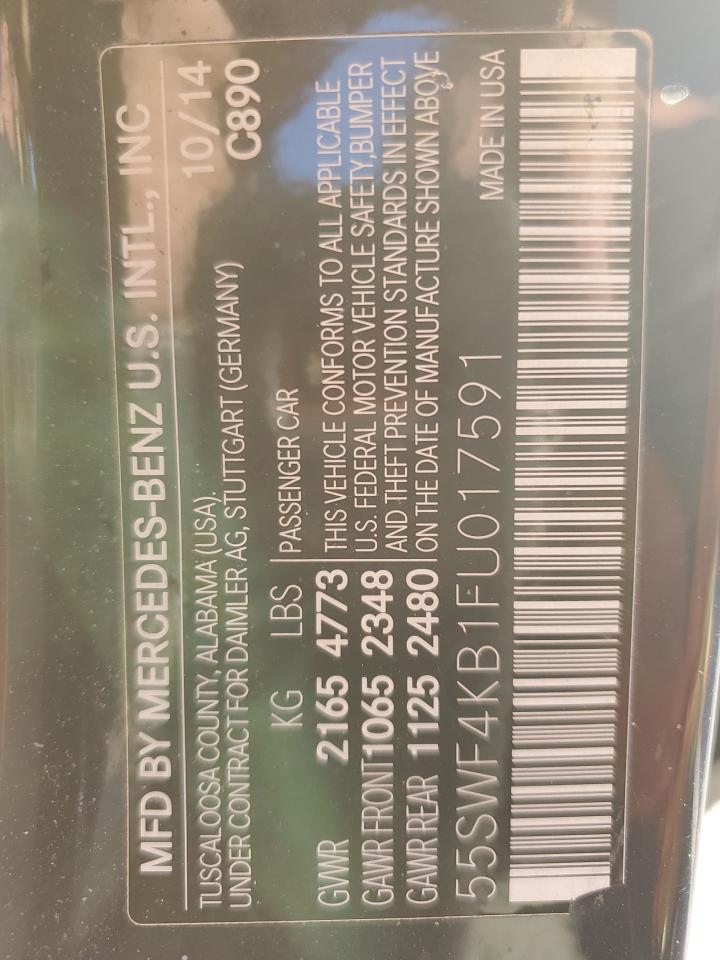 MFD BY MERCEDES-BENZ U.S. INTL., INC
TUSCALOOSA COUNTY, ALABAMA (USA), 10/14
UNDER CONTRACT FOR DAIMLER AG, STUTTGART (GERMANY) C890
KG LBS PASSENGER CAR
GVWR 2165 4773 THIS VEHICLE CONFORMS TO ALL APPLICABLE
GAWR FRONT 1065 2348 U.S. FEDERAL MOTOR VEHICLE SAFETY,BUMPER
GAWR REAR 1125 2480 AND THEFT PREVENTION STANDARDS IN EFFECT
ON THE DATE OF MANUFACTURE SHOWN ABOVE
55SWF4KB1FU017591 MADE IN USA